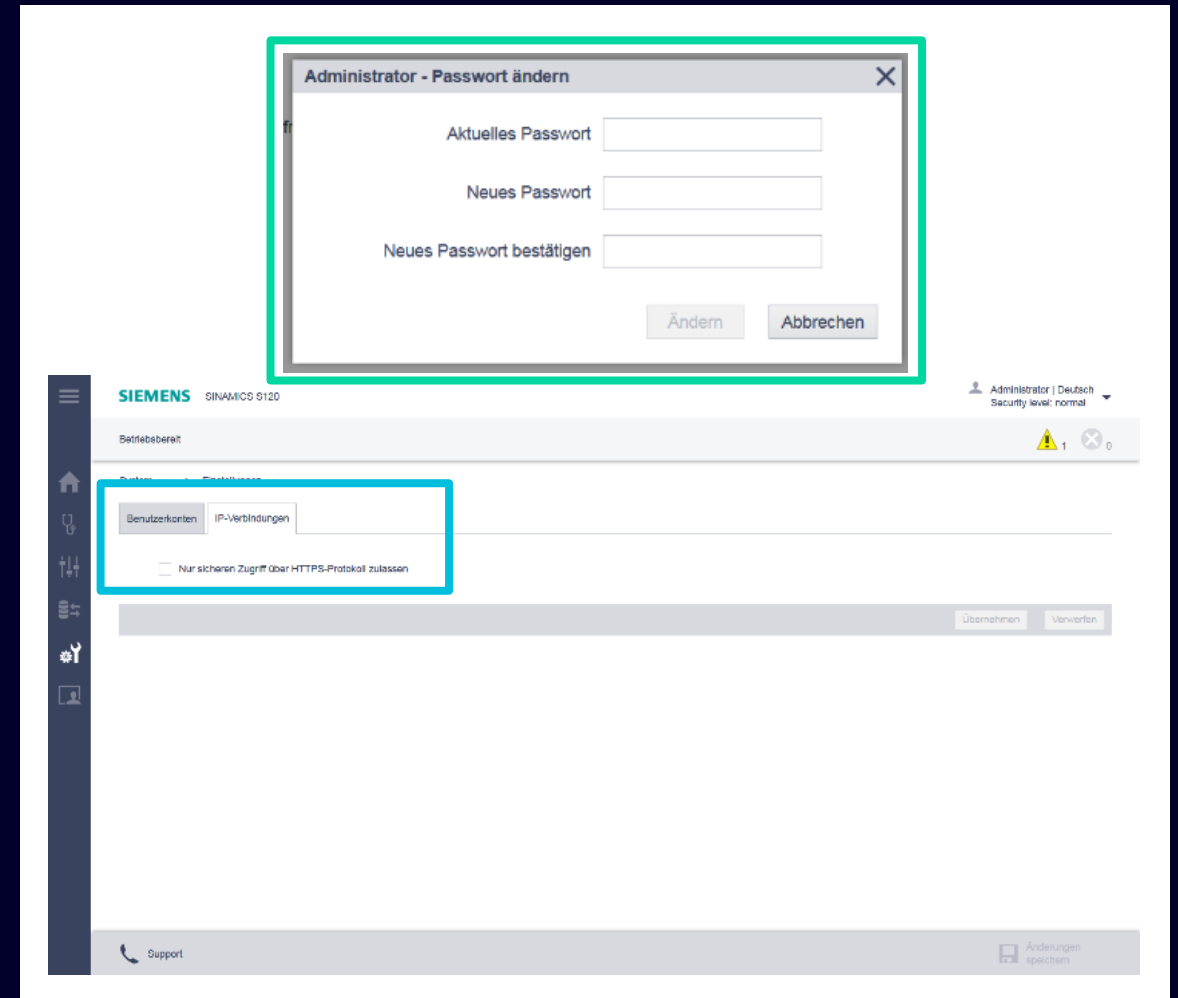 Administrator - Passwort ändern
Aktuelles Passwort
Neues Passwort
Neues Passwort bestätigen
Ändern Abbrechen
SIEMENS SINAMICS S120
Administrator | Deutsch
Security level: normal
Betriebsbereit
1 0
Benutzerkonten IP-Verbindungen
Nur sicheren Zugriff über HTTPS-Protokoll zulassen
Übernehmen Verwerfen
Support
Änderungen
speichern